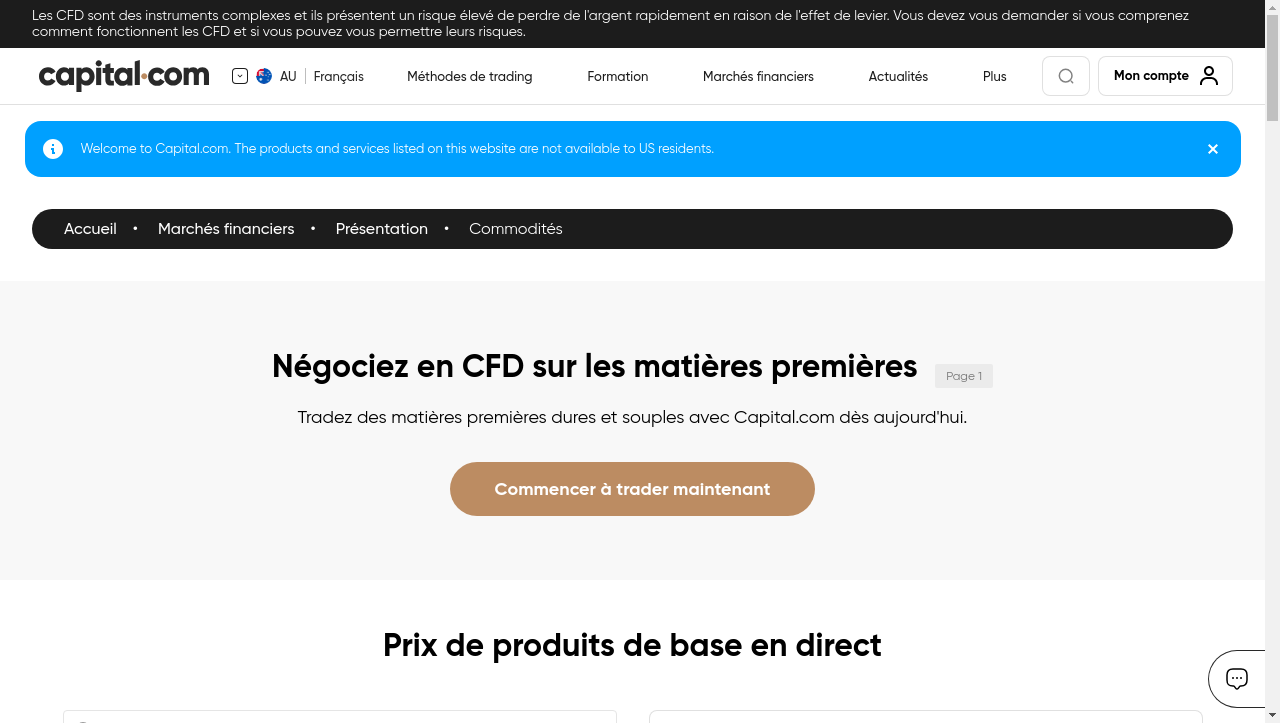 Les CFD sont des instruments complexes et ils présentent un risque élevé de perdre de l'argent rapidement en raison de l'effet de levier. Vous devez vous demander si vous comprenez
comment fonctionnent les CFD et si vous pouvez vous permettre leurs risques.
capital.com
AU
Français
Méthodes de trading
Formation
Marchés financiers
Actualités
Plus
Mon compte
Welcome to Capital.com. The products and services listed on this website are not available to US residents.
Accueil • Marchés financiers • Présentation • Commodités
Négociez en CFD sur les matières premières Page 1
Tradez des matières premières dures et souples avec Capital.com dès aujourd'hui.
Commencer à trader maintenant
Prix de produits de base en direct